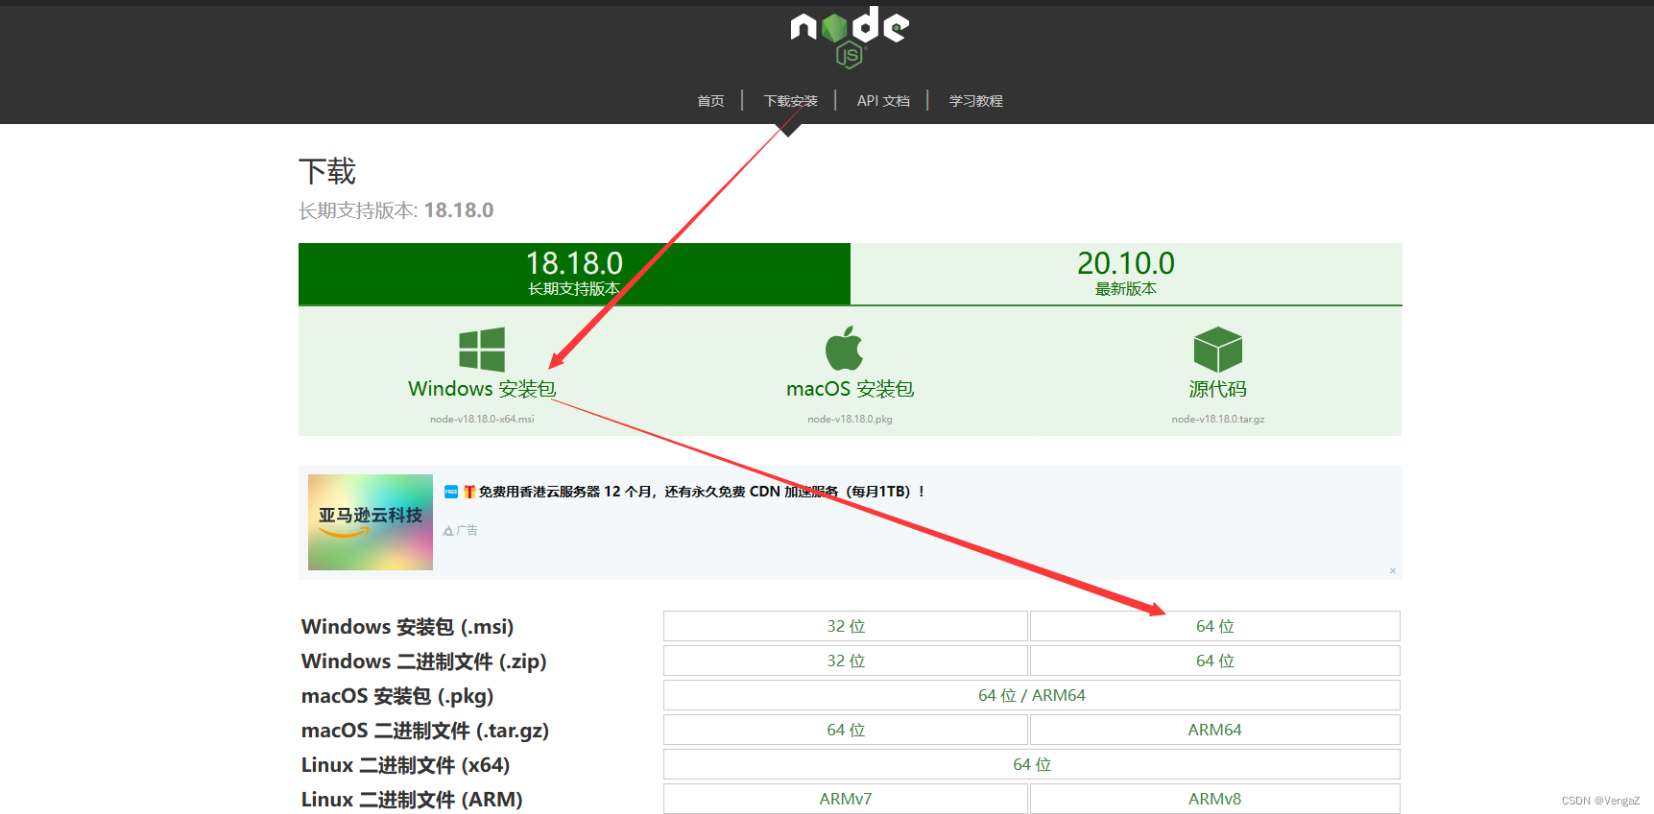 node
JS
首页 下载安装 API 文档 学习教程
下载
长期支持版本: 18.18.0
18.18.0
长期支持版本
20.10.0
最新版本
Windows 安装包
node-v18.18.0-x64.msi
macOS 安装包
node-v18.18.0.pkg
源代码
node-v18.18.0.tar.gz
亚马逊云科技
FREE 免费用香港云服务器 12 个月，还有永久免费 CDN 加速服务（每月1TB）！
广告
×
Windows 安装包 (.msi) 32 位 64 位
Windows 二进制文件 (.zip) 32 位 64 位
macOS 安装包 (.pkg) 64 位 / ARM64
macOS 二进制文件 (.tar.gz) 64 位 ARM64
Linux 二进制文件 (x64) 64 位
Linux 二进制文件 (ARM) ARMv7 ARMv8
CSDN @VengaZ